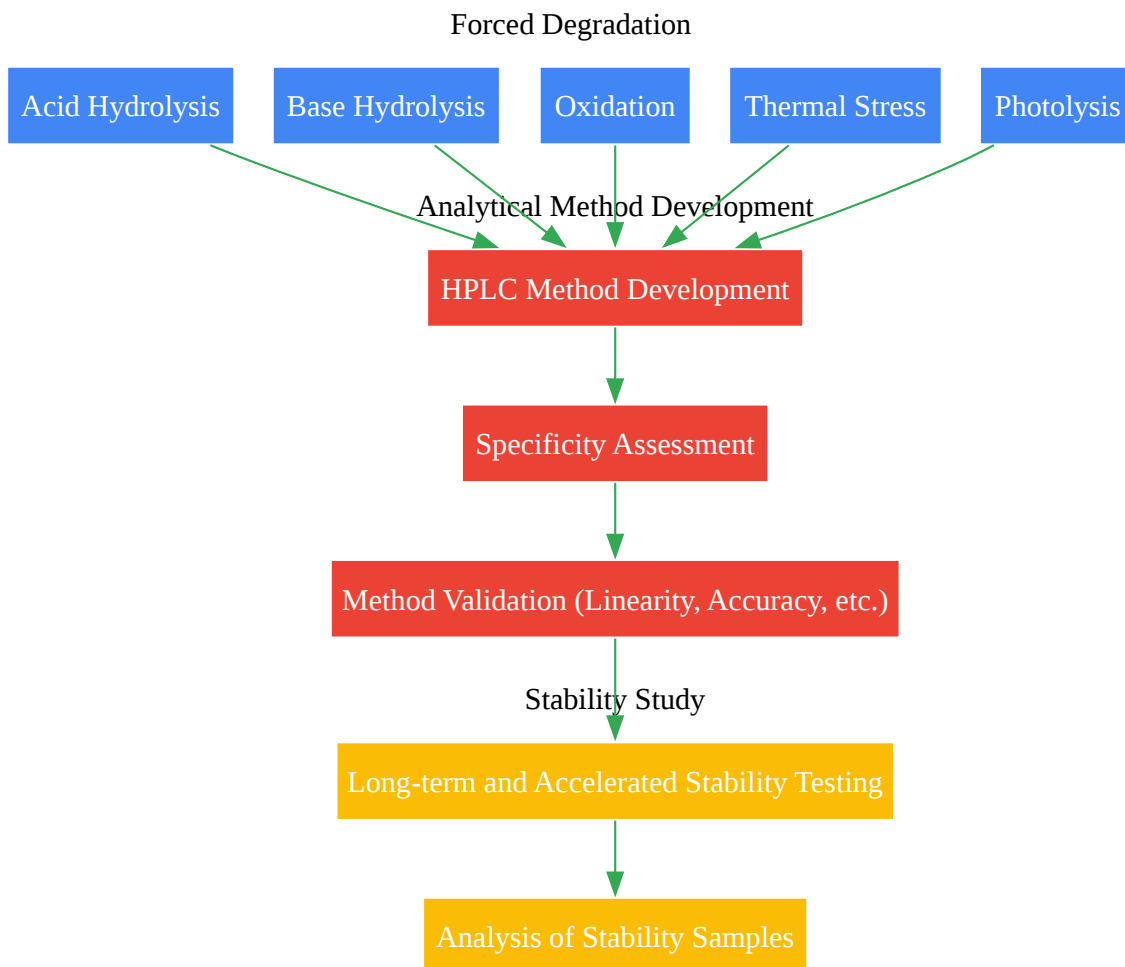 Forced Degradation
Acid Hydrolysis
Base Hydrolysis
Oxidation
Thermal Stress
Photolysis
Analytical Method Development
HPLC Method Development
Specificity Assessment
Method Validation (Linearity, Accuracy, etc.)
Stability Study
Long-term and Accelerated Stability Testing
Analysis of Stability Samples